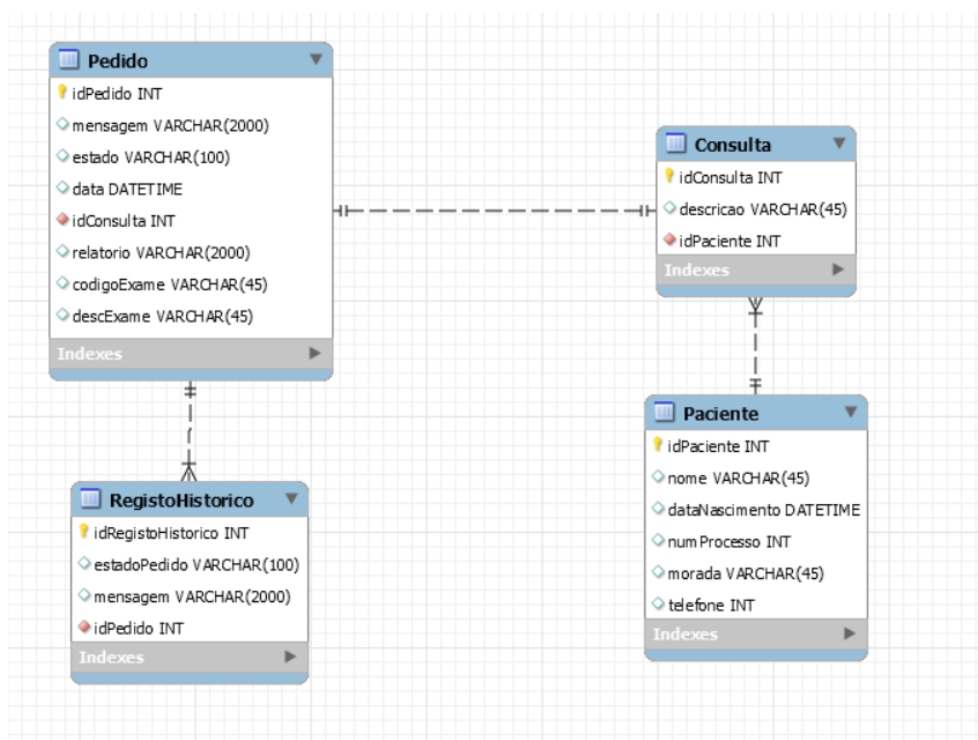 Pedido
idPedido INT
mensagem VARCHAR(2000)
estado VARCHAR(100)
data DATETIME
idConsulta INT
relatorio VARCHAR(2000)
codigoExame VARCHAR(45)
descExame VARCHAR(45)
Indexes
Consulta
idConsulta INT
descricao VARCHAR(45)
idPaciente INT
Indexes
RegistoHistorico
idRegistoHistorico INT
estadoPedido VARCHAR(100)
mensagem VARCHAR(2000)
idPedido INT
Indexes
Paciente
idPaciente INT
nome VARCHAR(45)
dataNascimento DATETIME
numProcesso INT
morada VARCHAR(45)
telefone INT
Indexes